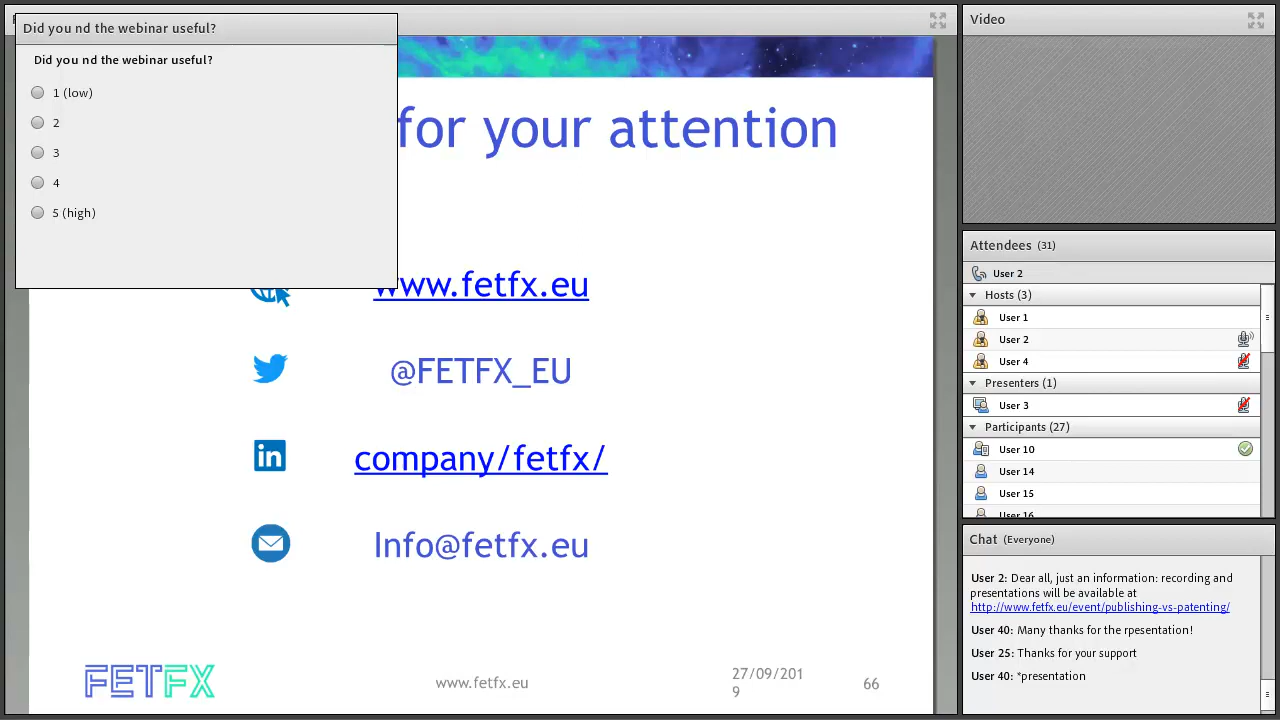 Did you nd the webinar useful?
Did you nd the webinar useful?
1 (low)
2
3
4
5 (high)
for your attention
www.fetfx.eu
@FETFX_EU
in
company/fetfx/
Info@fetfx.eu
FETFX
www.fetfx.eu
27/09/201
9
66
Video
Attendees (31)
User 2
Hosts (3)
User 1
User 2
User 4
Presenters (1)
User 3
Participants (27)
User 10
User 14
User 15
User 16
Chat (Everyone)
User 2: Dear all, just an information: recording and
presentations will be available at
http://www.fetfx.eu/event/publishing-vs-patenting/
User 40: Many thanks for the rpesentation!
User 25: Thanks for your support
User 40: *presentation